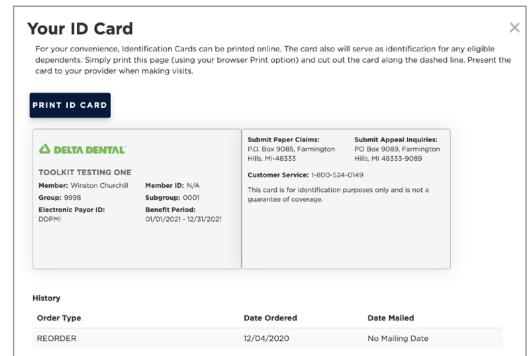 Your ID Card
For your convenience, Identification Cards can be printed online. The card also will serve as identification for any eligible
dependents. Simply print this page (using your browser Print option) and cut out the card along the dashed line. Present the
card to your provider when making visits.
PRINT ID CARD
DELTA DENTAL
TOOLKIT TESTING ONE
Member: Winston Churchill Member ID: N/A
Group: 9998 Subgroup: 0001
Electronic Payor ID: Benefit Period:
DDPMI 01/01/2021 - 12/31/2021
Submit Paper Claims: Submit Appeal Inquiries:
P.O. Box 9085, Farmington PO Box 9089, Farmington
Hills, MI-48333 Hills, MI 48333-9089
Customer Service: 1-800-524-0149
This card is for identification purposes only and is not a
guarantee of coverage.
History
Order Type Date Ordered Date Mailed
REORDER 12/04/2020 No Mailing Date